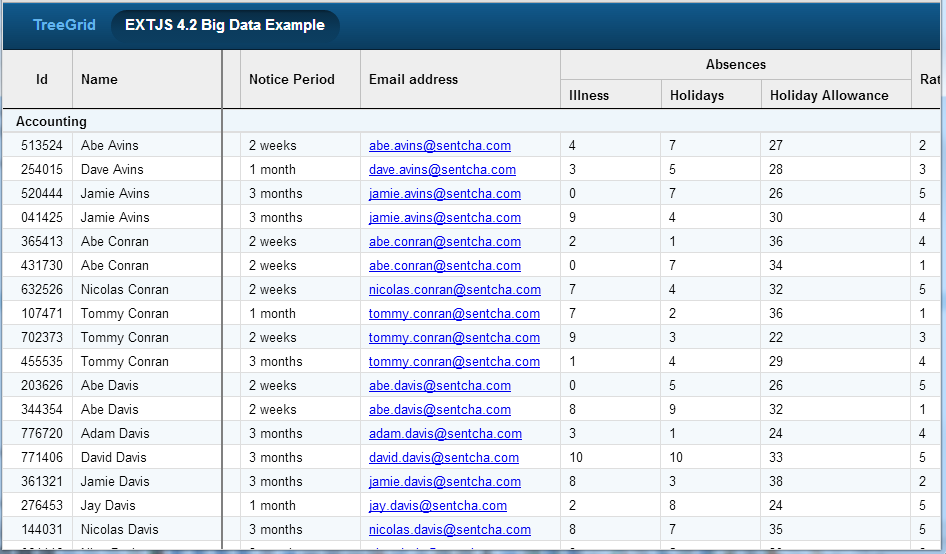 TreeGrid EXTJS 4.2 Big Data Example
Absences
Id Name Notice Period Email address Rat
Illness Holidays Holiday Allowance
Accounting
513524 Abe Avins 2 weeks abe.avins@sentcha.com 4 7 27 2
254015 Dave Avins 1 month dave.avins@sentcha.com 3 5 28 3
520444 Jamie Avins 3 months jamie.avins@sentcha.com 0 7 26 5
041425 Jamie Avins 3 months jamie.avins@sentcha.com 9 4 30 4
365413 Abe Conran 2 weeks abe.conran@sentcha.com 2 1 36 4
431730 Abe Conran 2 weeks abe.conran@sentcha.com 0 7 34 1
632526 Nicolas Conran 2 weeks nicolas.conran@sentcha.com 7 4 32 5
107471 Tommy Conran 1 month tommy.conran@sentcha.com 7 2 36 1
702373 Tommy Conran 2 weeks tommy.conran@sentcha.com 9 3 22 3
455535 Tommy Conran 3 months tommy.conran@sentcha.com 1 4 29 4
203626 Abe Davis 2 weeks abe.davis@sentcha.com 0 5 26 5
344354 Abe Davis 2 weeks abe.davis@sentcha.com 8 9 32 1
776720 Adam Davis 3 months adam.davis@sentcha.com 3 1 24 4
771406 David Davis 3 months david.davis@sentcha.com 10 10 33 5
361321 Jamie Davis 3 months jamie.davis@sentcha.com 8 3 38 2
276453 Jay Davis 1 month jay.davis@sentcha.com 2 8 24 5
144031 Nicolas Davis 3 months nicolas.davis@sentcha.com 8 7 35 5